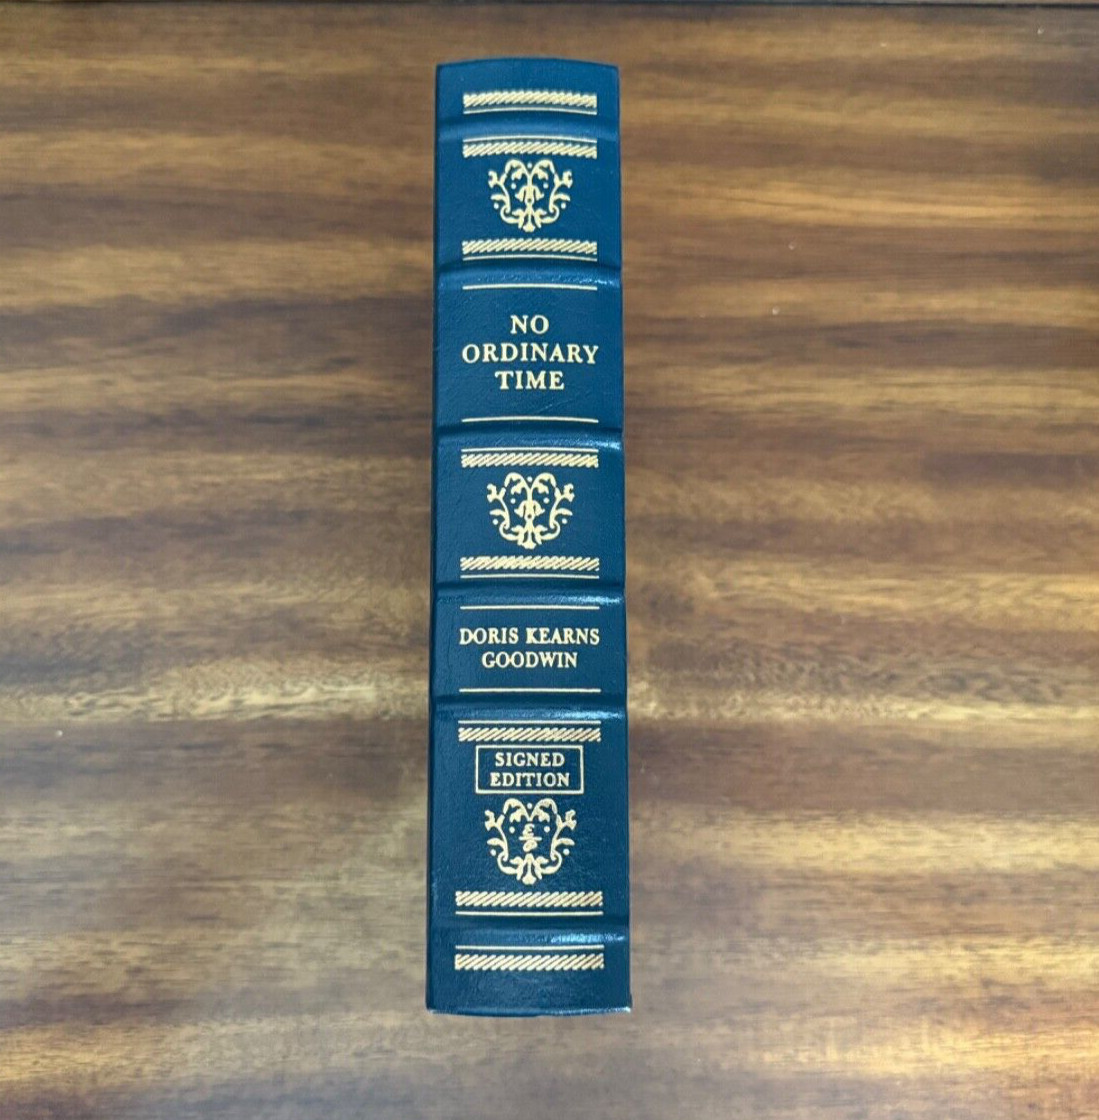 NO
ORDINARY
TIME
DORIS KEARNS
GOODWIN
SIGNED
EDITION
E
P